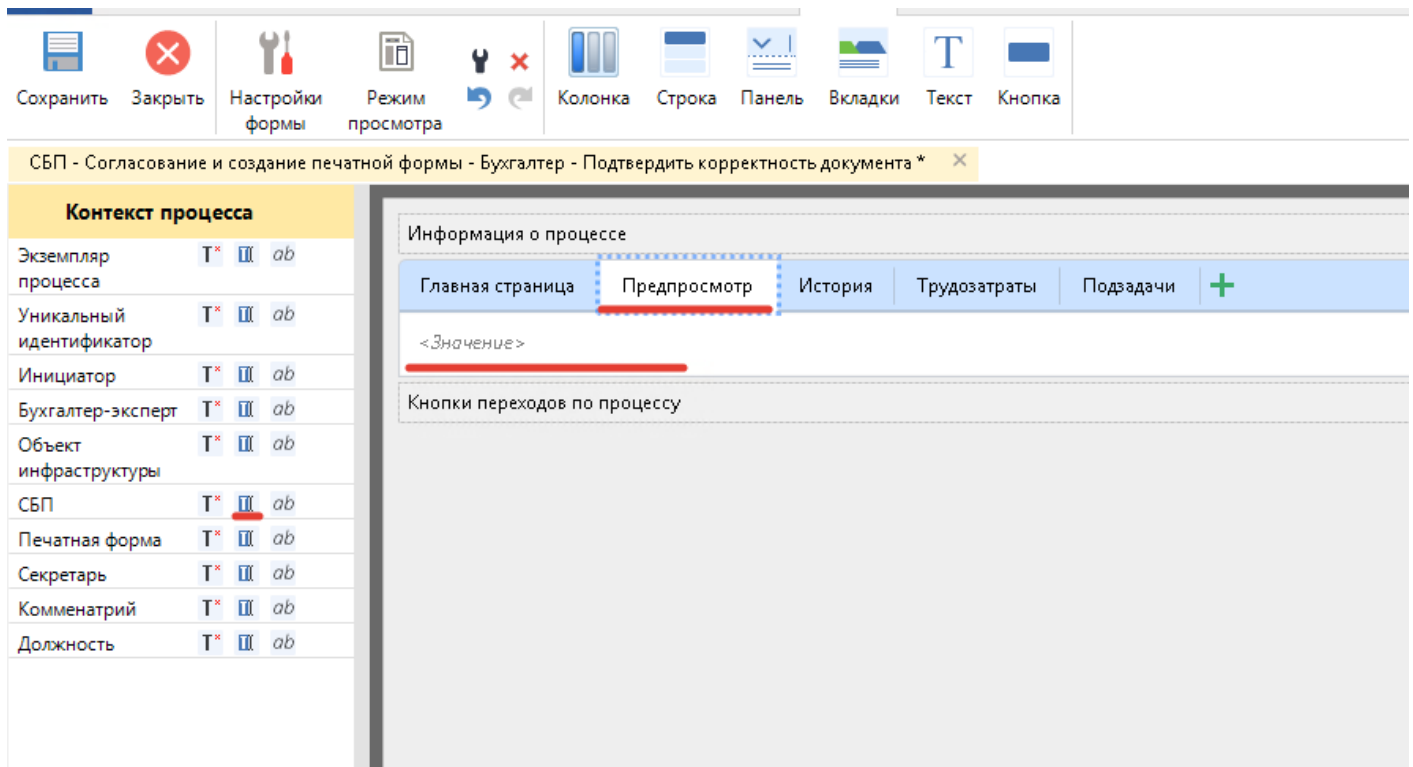 Сохранить Закрыть Настройки формы Режим просмотра Колонка Строка Панель Вкладки Текст Кнопка
СБП - Согласование и создание печатной формы - Бухгалтер - Подтвердить корректность документа *
Контекст процесса
Экземпляр
процесса
T* ab
Уникальный
идентификатор
T* ab
Инициатор T* ab
Бухгалтер-эксперт T* ab
Объект
инфраструктуры
T* ab
СБП T* ab
Печатная форма T* ab
Секретарь T* ab
Комменатрий T* ab
Должность T* ab
Информация о процессе
Главная страница Предпросмотр История Трудозатраты Подзадачи
<Значение>
Кнопки переходов по процессу